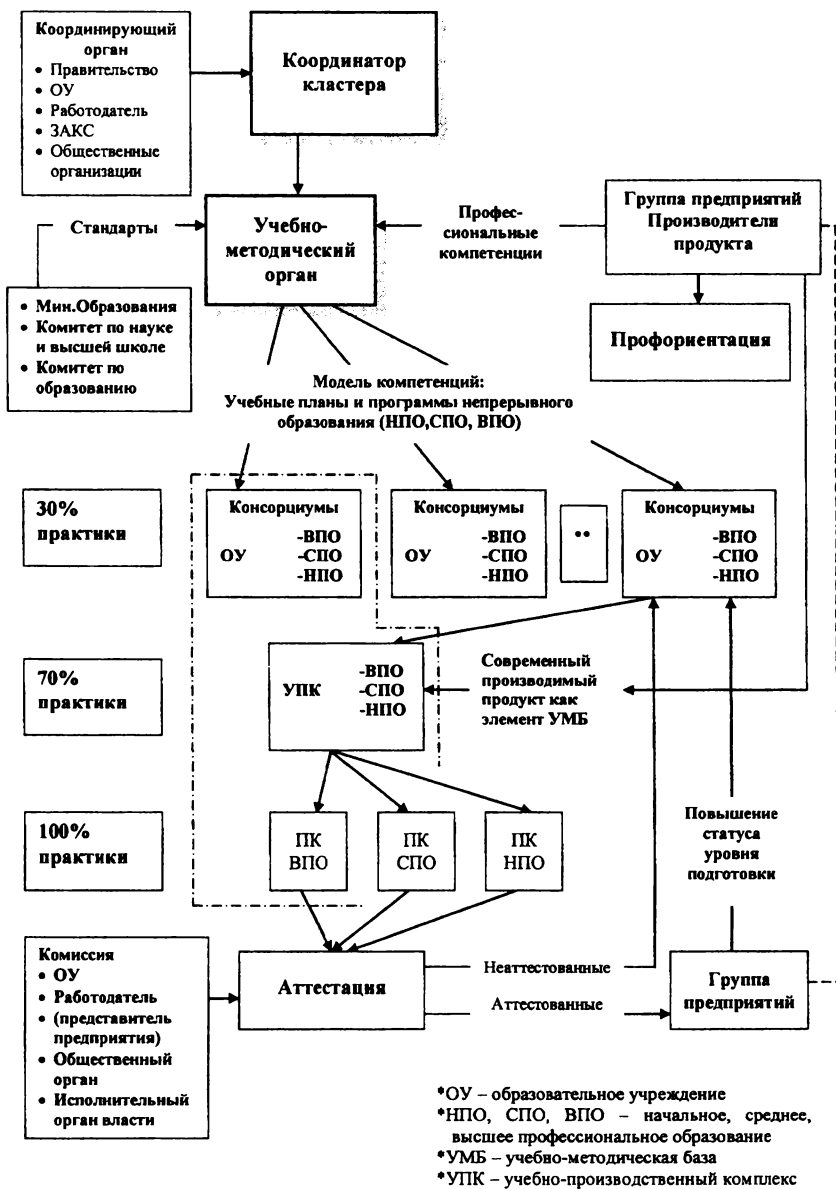 Координирующий
орган
• Правительство
• ОУ
• Работодатель
• ЗАКС
• Общественные
организации
Координатор
кластера
Стандарты
Учебно-
методический
орган
Профес-
сиональные
компетенции
Группа предприятий
Производители
продукта
• Мин.Образования
• Комитет по науке
и высшей школе
• Комитет по
образованию
Профориентация
Модель компетенций:
Учебные планы и программы непрерывного
образования (НПО,СПО, ВПО)
30%
практики
Консорциумы
-ВПО
ОУ -СПО
-НПО
Консорциумы
-ВПО
ОУ -СПО
-НПО
••
Консорциумы
-ВПО
ОУ -СПО
-НПО
70%
практики
-ВПО
УПК -СПО
-НПО
Современный
производимый
продукт как
элемент УМБ
100%
практики
ПК
ВПО
ПК
СПО
ПК
НПО
Повышение
статуса
уровня
подготовки
Комиссия
• ОУ
• Работодатель
• (представитель
предприятия)
• Общественный
орган
• Исполнительный
орган власти
Аттестация
Неаттестованные
Аттестованные
Группа
предприятий
*ОУ – образовательное учреждение
*НПО, СПО, ВПО – начальное, среднее,
высшее профессиональное образование
*УМБ – учебно-методическая база
*УПК – учебно-производственный комплекс